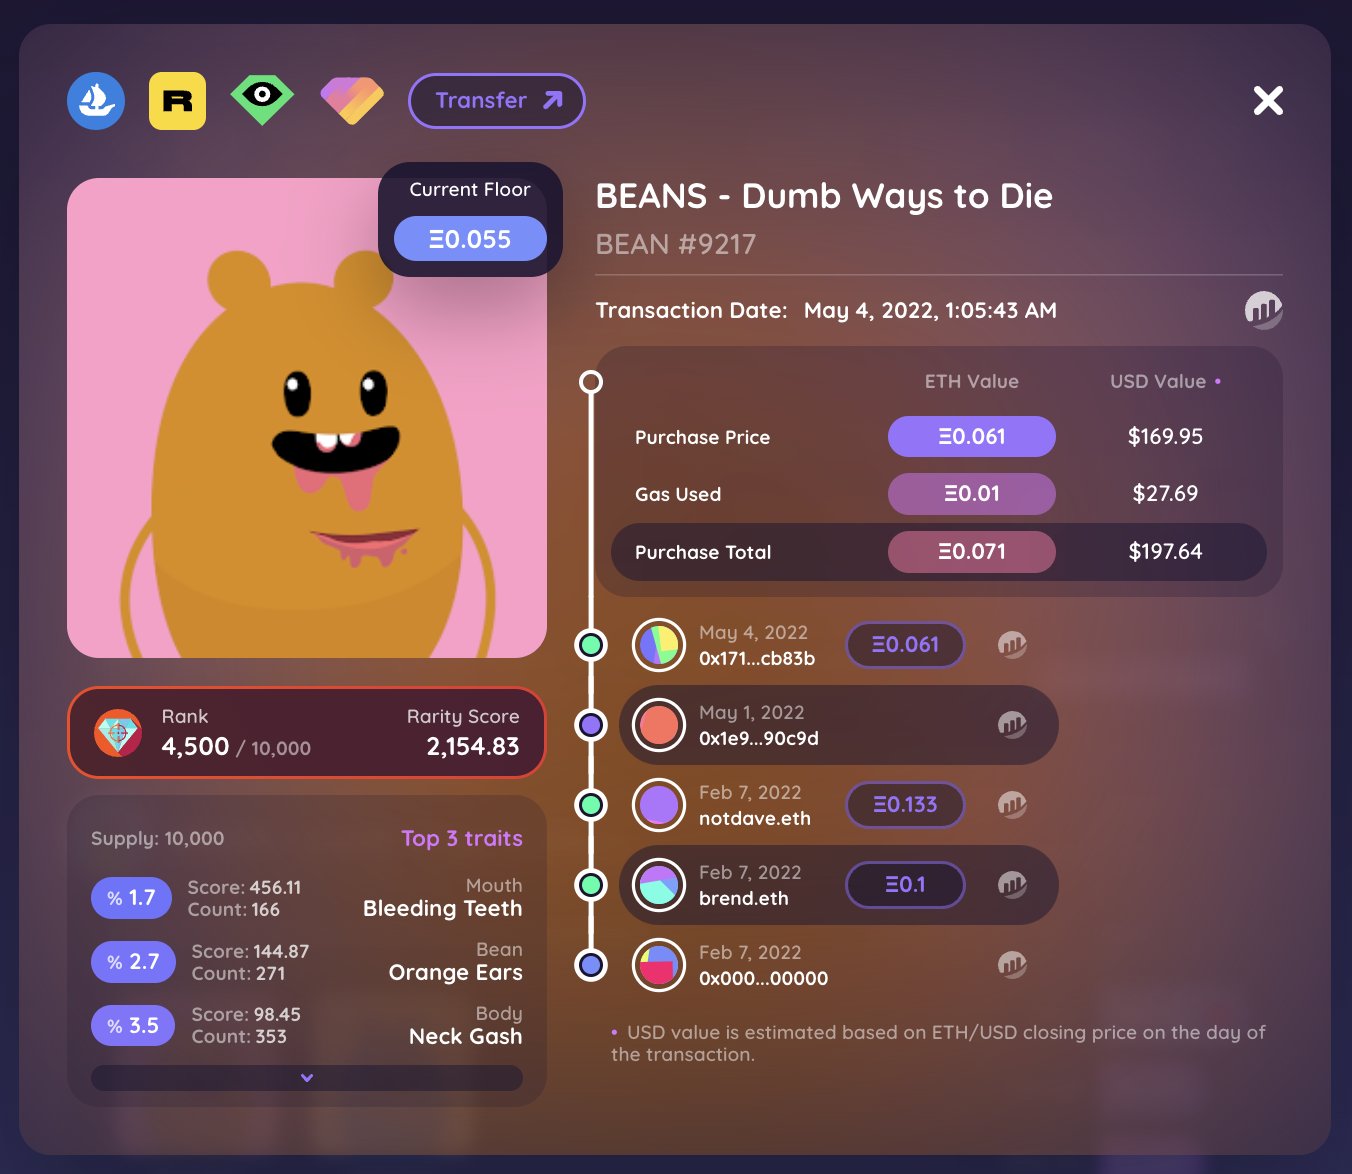 R
Transfer
Current Floor
Ξ0.055
BEANS - Dumb Ways to Die
BEAN #9217
Transaction Date: May 4, 2022, 1:05:43 AM
ETH Value USD Value •
Purchase Price Ξ0.061 $169.95
Gas Used Ξ0.01 $27.69
Purchase Total Ξ0.071 $197.64
May 4, 2022
0x171...cb83b
Ξ0.061
May 1, 2022
0x1e9...90c9d
Feb 7, 2022
notdave.eth
Ξ0.133
Feb 7, 2022
brend.eth
Ξ0.1
Feb 7, 2022
0x000...00000
• USD value is estimated based on ETH/USD closing price on the day of
the transaction.
Rank Rarity Score
4,500 / 10,000 2,154.83
Supply: 10,000 Top 3 traits
% 1.7
Score: 456.11
Count: 166
Mouth
Bleeding Teeth
% 2.7
Score: 144.87
Count: 271
Bean
Orange Ears
% 3.5
Score: 98.45
Count: 353
Body
Neck Gash